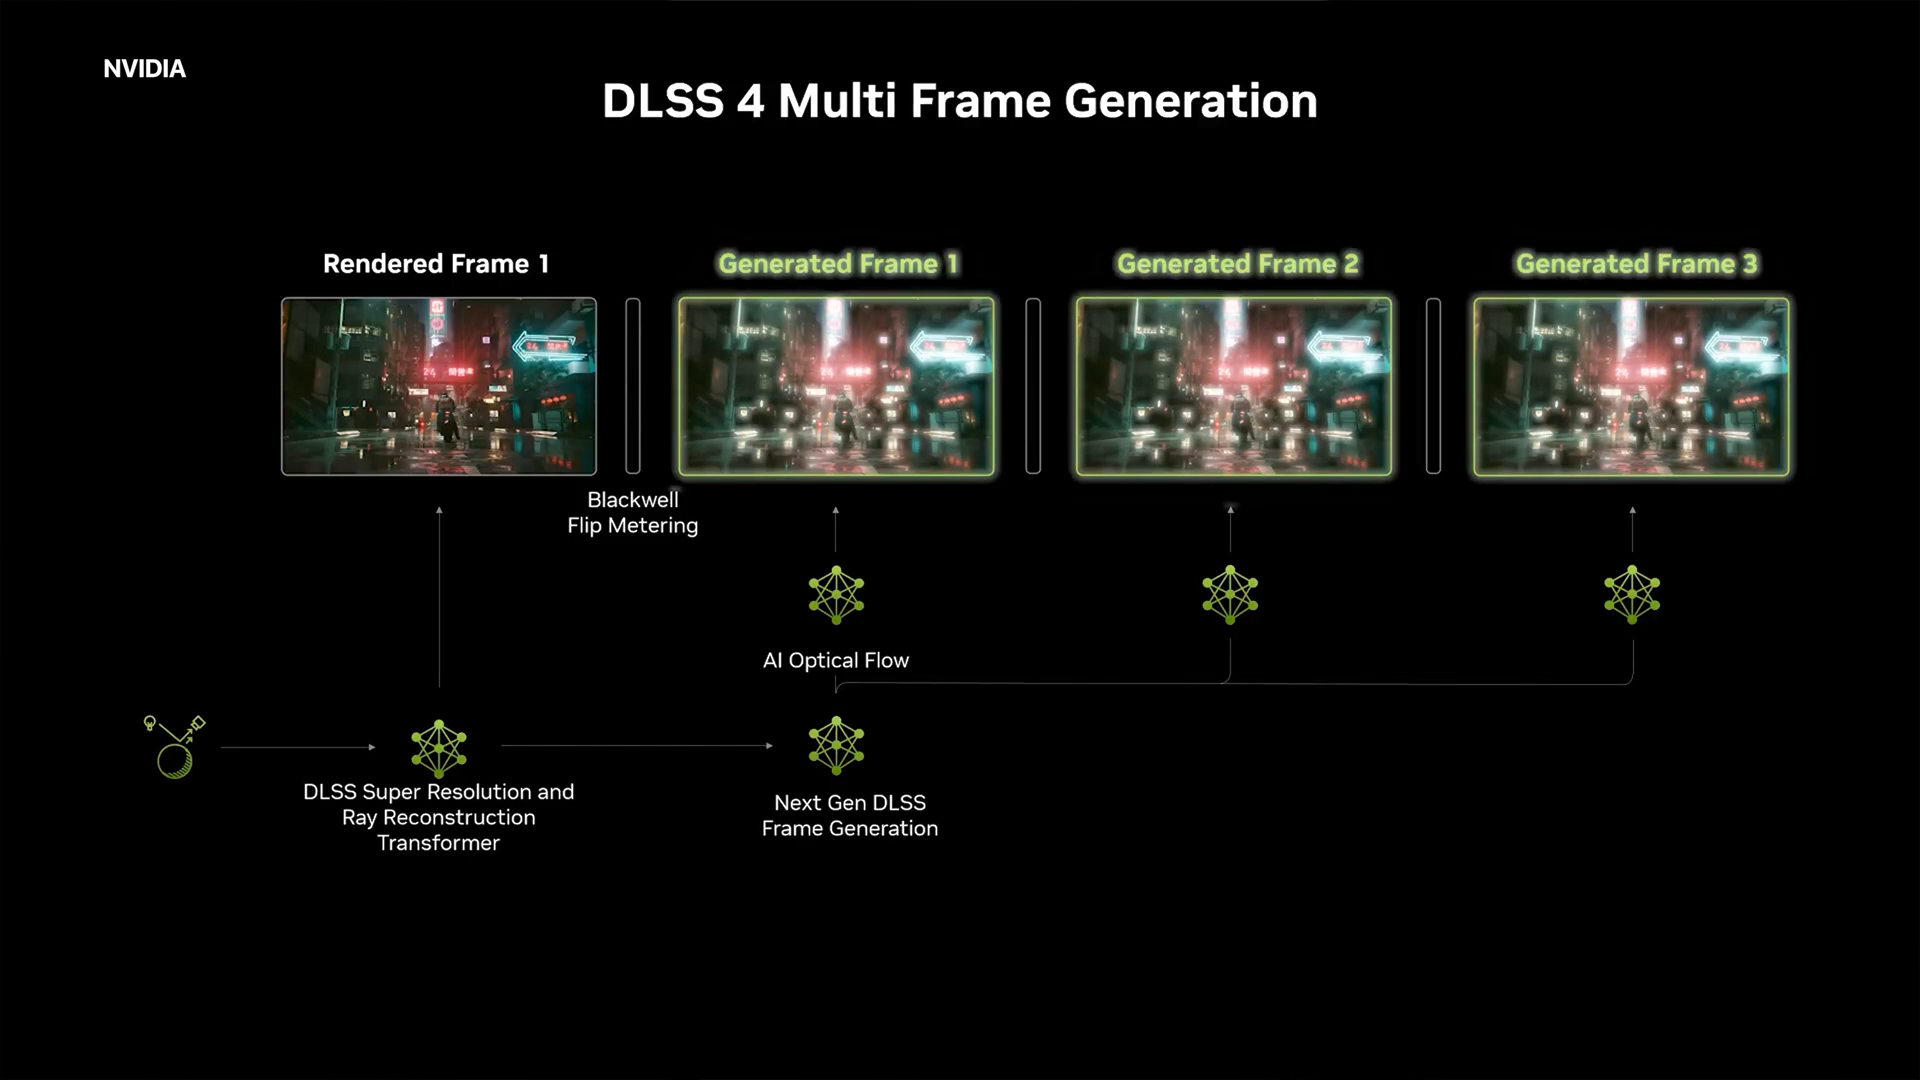 NVIDIA
DLSS 4 Multi Frame Generation
Rendered Frame 1
Generated Frame 1
Generated Frame 2
Generated Frame 3
Blackwell
Flip Metering
AI Optical Flow
DLSS Super Resolution and
Ray Reconstruction
Transformer
Next Gen DLSS
Frame Generation